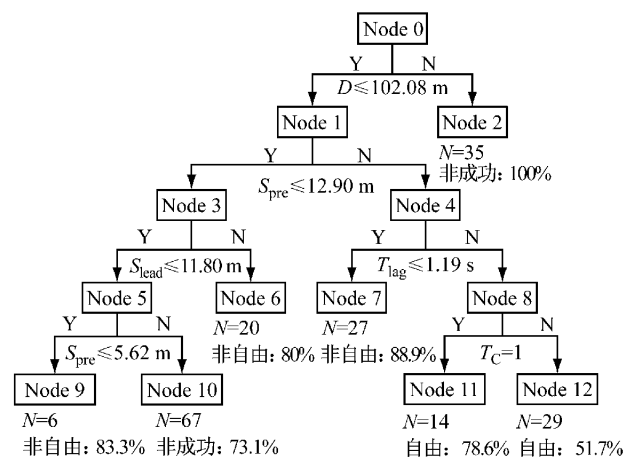 Node 0
Y N
D≤102.08 m
Node 1 Node 2
Y N N=35
非成功：100%
Spre≤12.90 m
Node 3 Node 4
Y N Y N
Slead≤11.80 m Tlag≤1.19 s
Node 5 Node 6 Node 7 Node 8
Y N N=20 N=27 Y N
Spre≤5.62 m 非自由：80% 非自由：88.9% TC=1
Node 9 Node 10 Node 11 Node 12
N=6 N=67 N=14 N=29
非自由：83.3% 非成功：73.1% 自由：78.6% 自由：51.7%